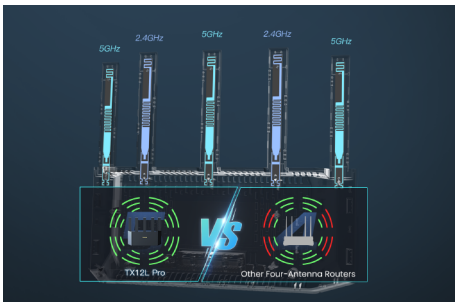 5GHz
2.4GHz
5GHz
2.4GHz
5GHz
VS
TX12L Pro
Other Four-Antenna Routers